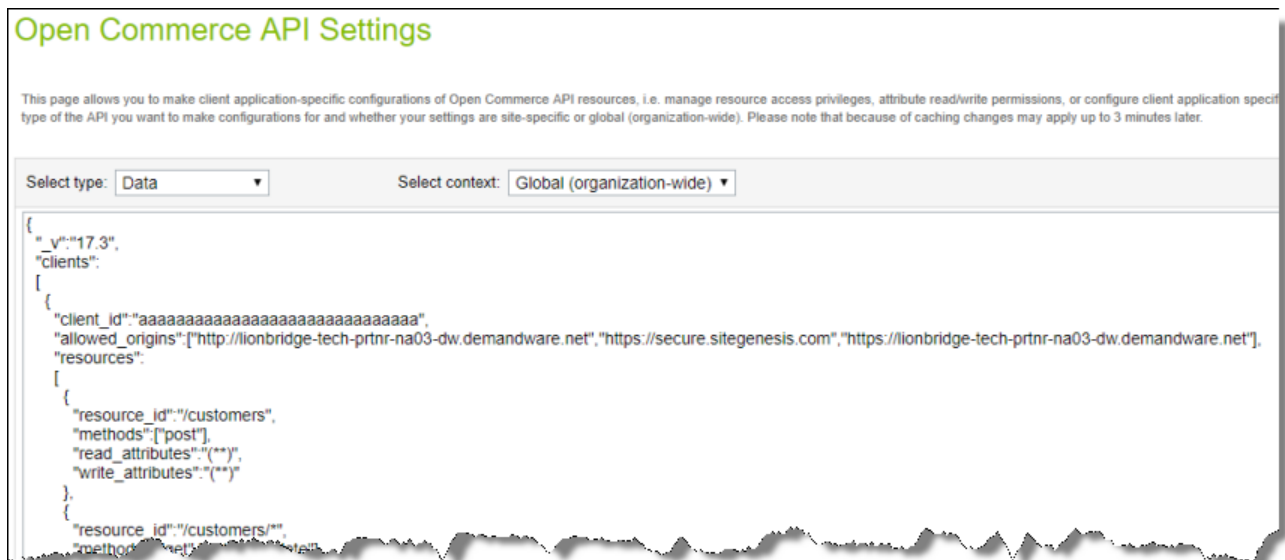 Open Commerce API Settings
This page allows you to make client application-specific configurations of Open Commerce API resources, i.e. manage resource access privileges, attribute read/write permissions, or configure client application specif
type of the API you want to make configurations for and whether your settings are site-specific or global (organization-wide). Please note that because of caching changes may apply up to 3 minutes later.
Select type: Data Select context: Global (organization-wide)
{
"_v":"17.3",
"clients":
[
{
"client_id":"aaaaaaaaaaaaaaaaaaaaaaaaaaaaaa",
"allowed_origins":["http://lionbridge-tech-prtnr-na03-dw.demandware.net","https://secure.sitegenesis.com","https://lionbridge-tech-prtnr-na03-dw.demandware.net"],
"resources":
[
{
"resource_id":"/customers",
"methods":["post"],
"read_attributes":"(**)",
"write_attributes":"(**)"
},
{
"resource_id":"/customers/*",